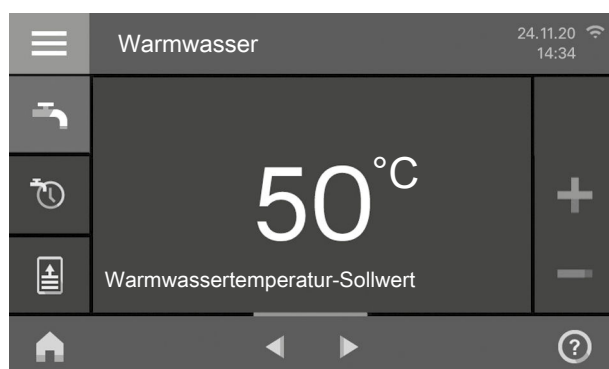 Warmwasser
24.11.20
14:34
50 °C
Warmwassertemperatur-Sollwert
+
−
?